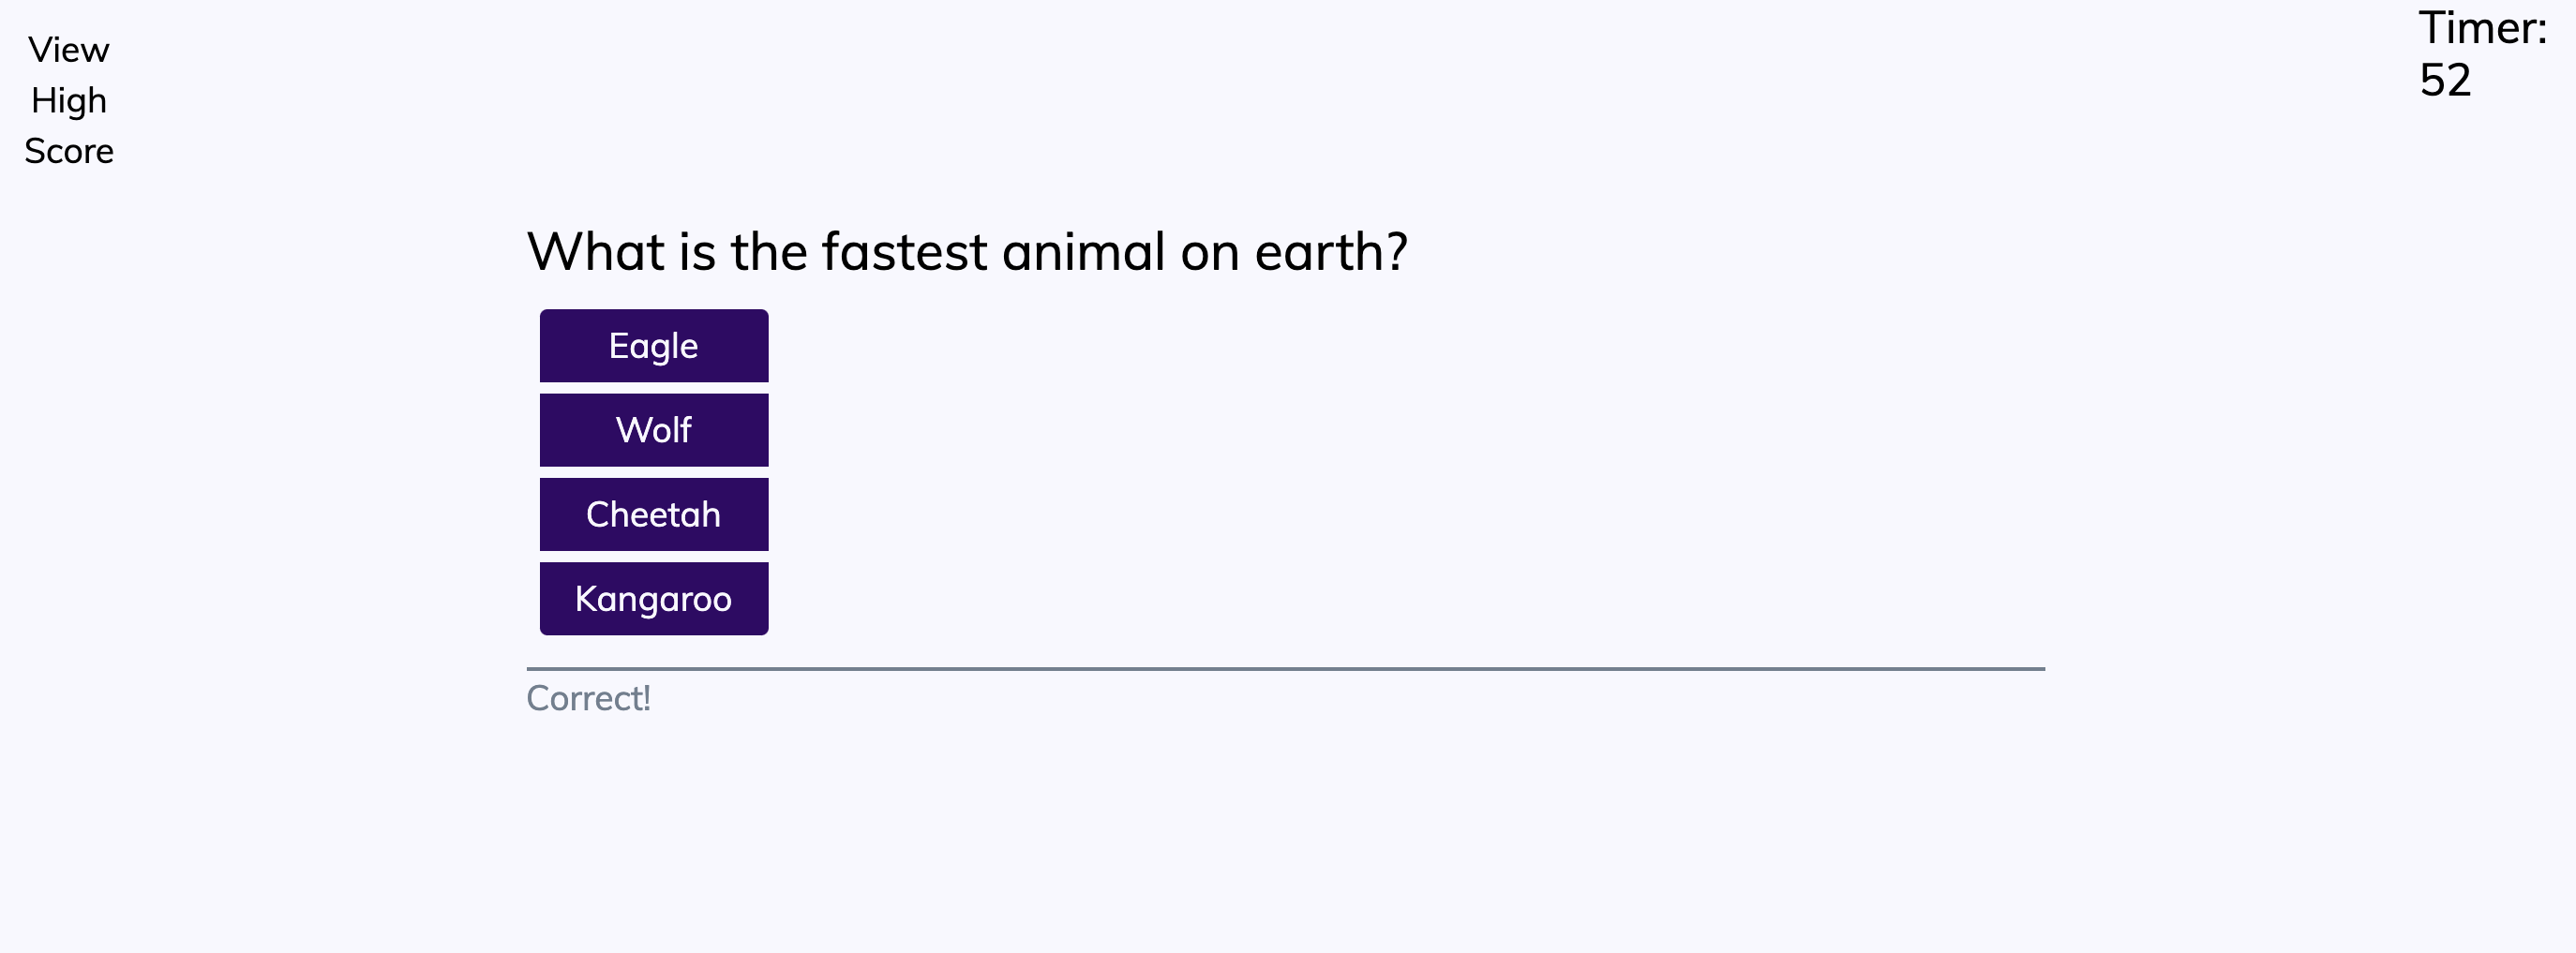 View
High
Score
Timer:
52
What is the fastest animal on earth?
Eagle
Wolf
Cheetah
Kangaroo
Correct!